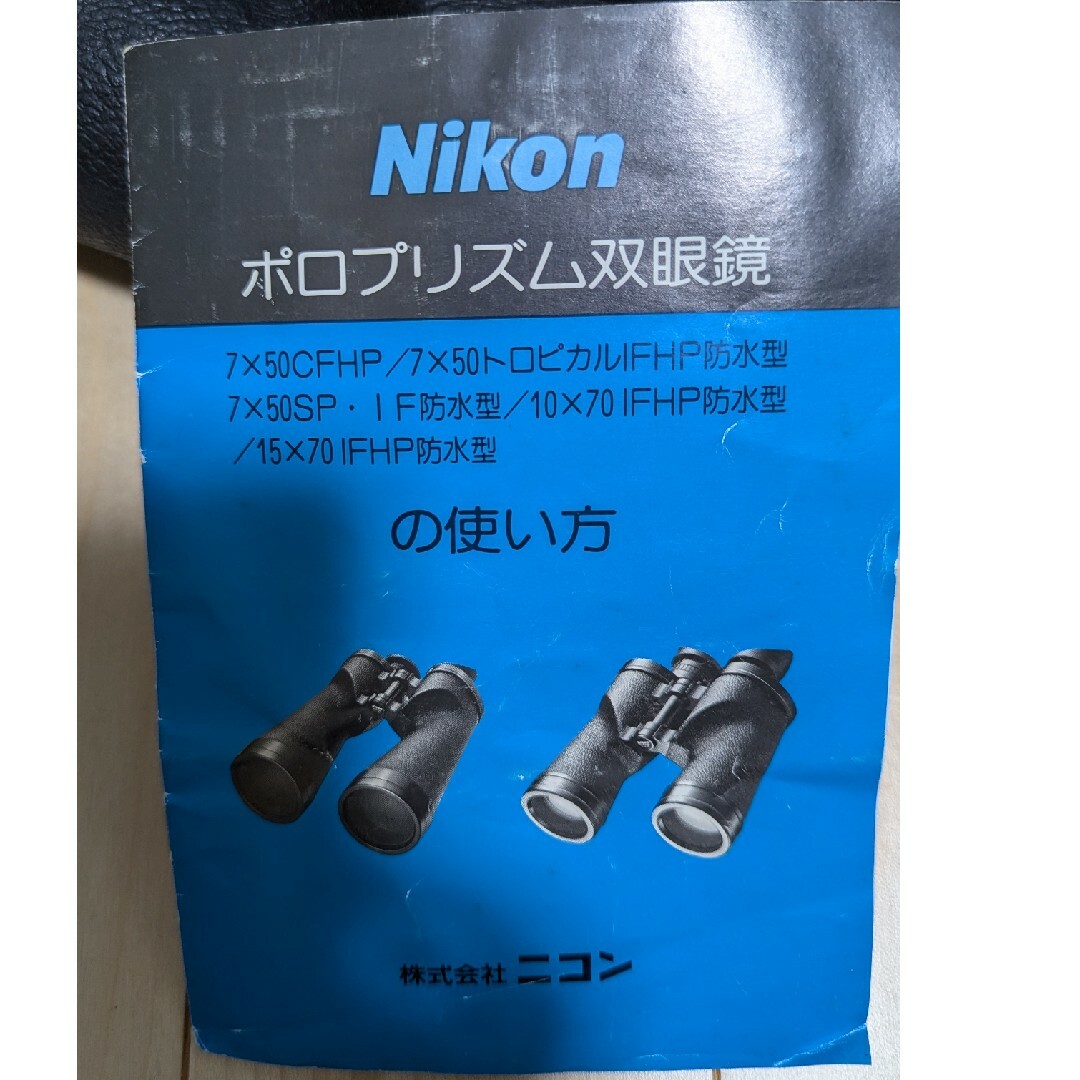 Nikon
ポロプリズム双眼鏡
7×50CFHP/7×50トロピカルIFHP防水型
7×50SP・IF防水型/10×70IFHP防水型
/15×70IFHP防水型
の使い方
株式会社ニコン